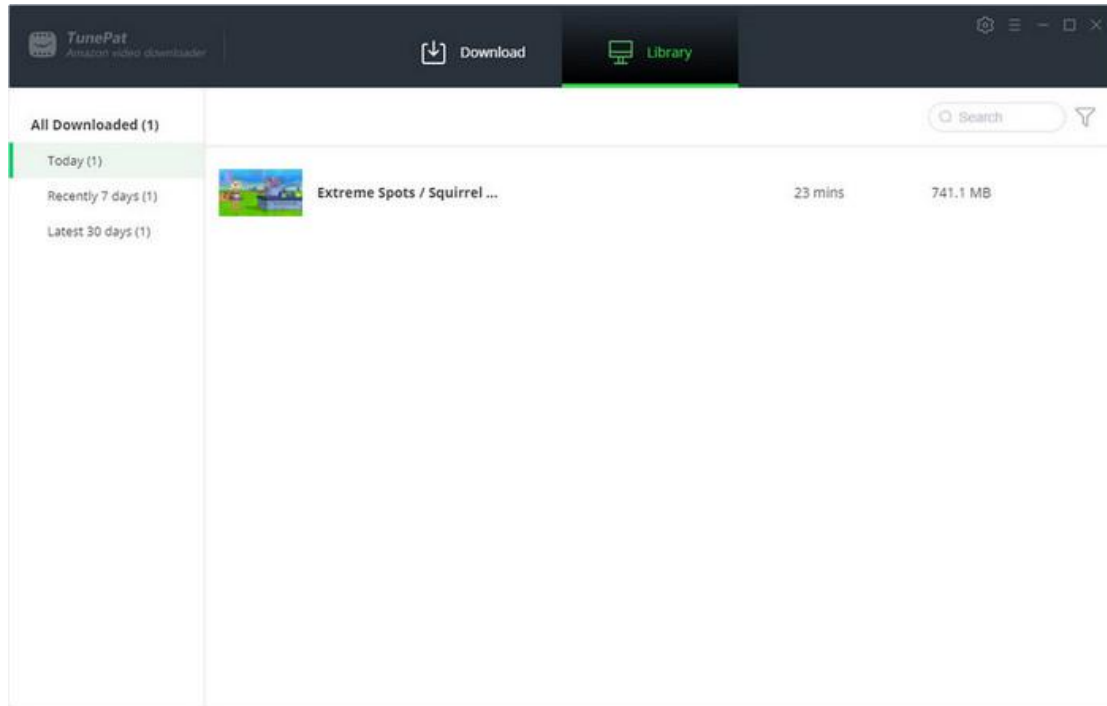 TunePat
Amazon video downloader
Download
Library
All Downloaded (1)
Search
Today (1)
Recently 7 days (1)
Latest 30 days (1)
Extreme Spots / Squirrel ...
23 mins
741.1 MB